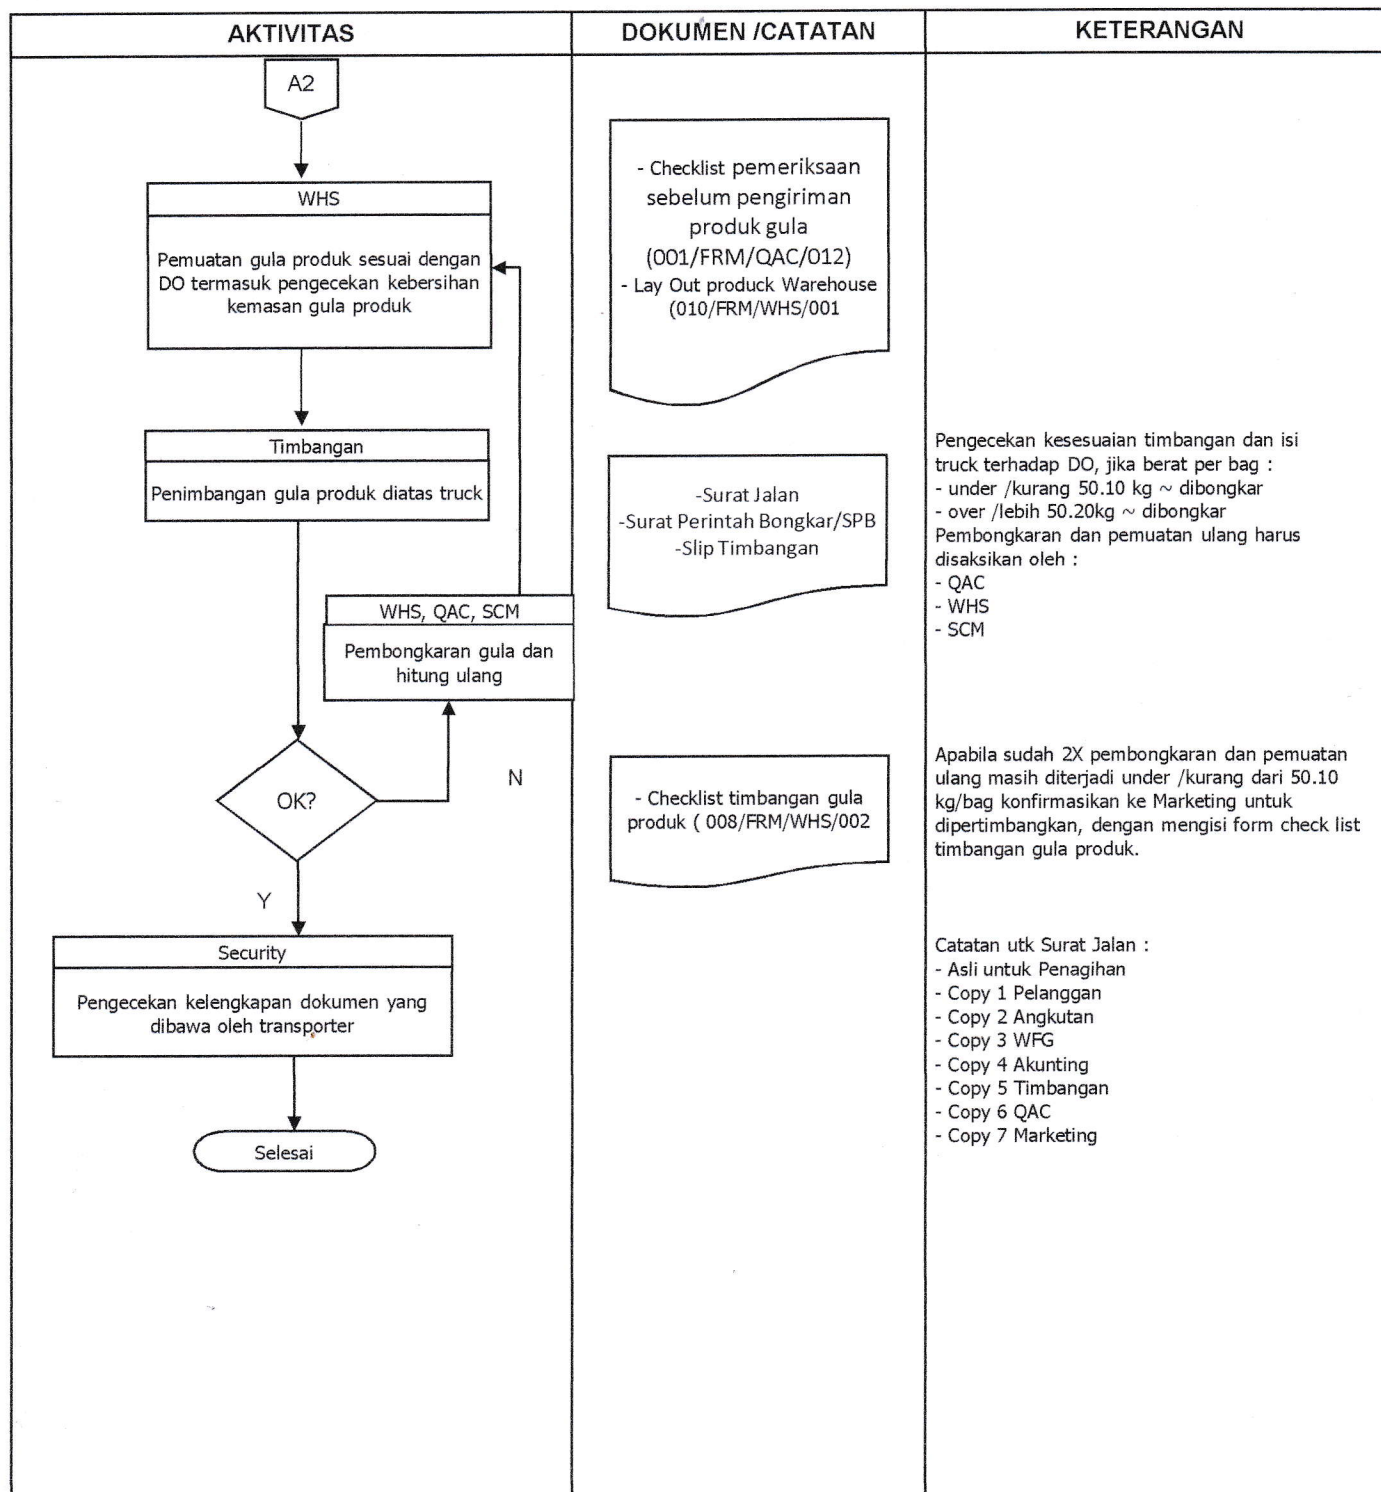 AKTIVITAS
DOKUMEN /CATATAN
KETERANGAN
A2
WHS
Pemuatan gula produk sesuai dengan
DO termasuk pengecekan kebersihan
kemasan gula produk
- Checklist pemeriksaan
sebelum pengiriman
produk gula
(001/FRM/QAC/012)
- Lay Out produck Warehouse
(010/FRM/WHS/001
Timbangan
Penimbangan gula produk diatas truck
-Surat Jalan
-Surat Perintah Bongkar/SPB
-Slip Timbangan
Pengecekan kesesuaian timbangan dan isi
truck terhadap DO, jika berat per bag :
- under /kurang 50.10 kg ~ dibongkar
- over /lebih 50.20kg ~ dibongkar
Pembongkaran dan pemuatan ulang harus
disaksikan oleh :
- QAC
- WHS
- SCM
WHS, QAC, SCM
Pembongkaran gula dan
hitung ulang
OK?
N
Y
- Checklist timbangan gula
produk ( 008/FRM/WHS/002
Apabila sudah 2X pembongkaran dan pemuatan
ulang masih diterjadi under /kurang dari 50.10
kg/bag konfirmasikan ke Marketing untuk
dipertimbangkan, dengan mengisi form check list
timbangan gula produk.
Security
Pengecekan kelengkapan dokumen yang
dibawa oleh transporter
Catatan utk Surat Jalan :
- Asli untuk Penagihan
- Copy 1 Pelanggan
- Copy 2 Angkutan
- Copy 3 WFG
- Copy 4 Akunting
- Copy 5 Timbangan
- Copy 6 QAC
- Copy 7 Marketing
Selesai